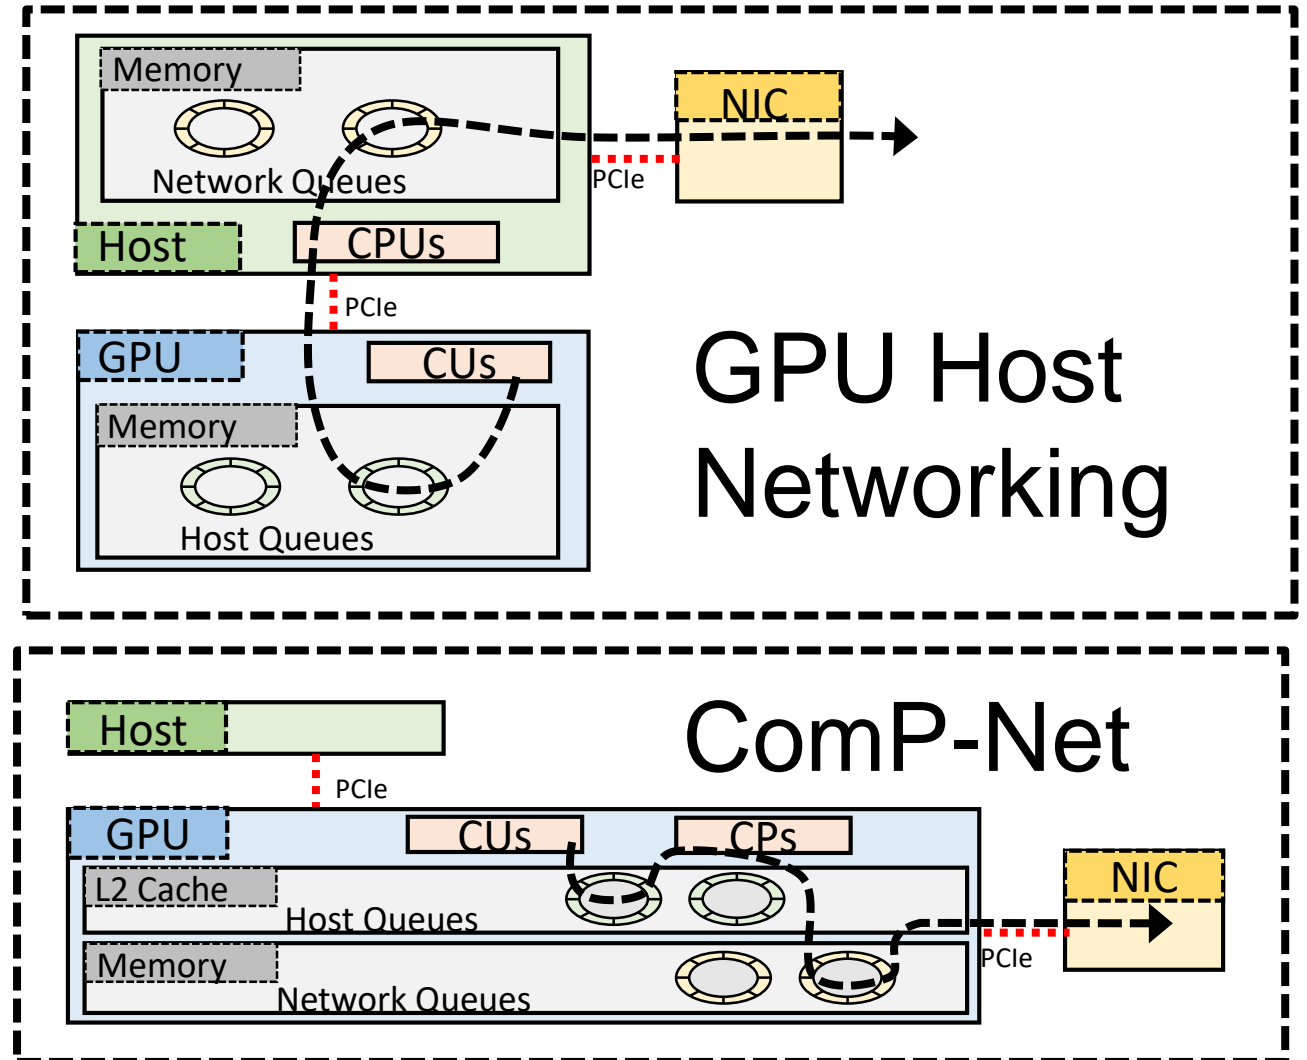 Memory
NIC
Network Queues
PCIe
Host
CPUs
PCIe
GPU
CUs
GPU Host
Networking
Memory
Host Queues
Host
ComP-Net
PCIe
GPU
CUs
CPs
L2 Cache
NIC
Host Queues
Memory
PCIe
Network Queues